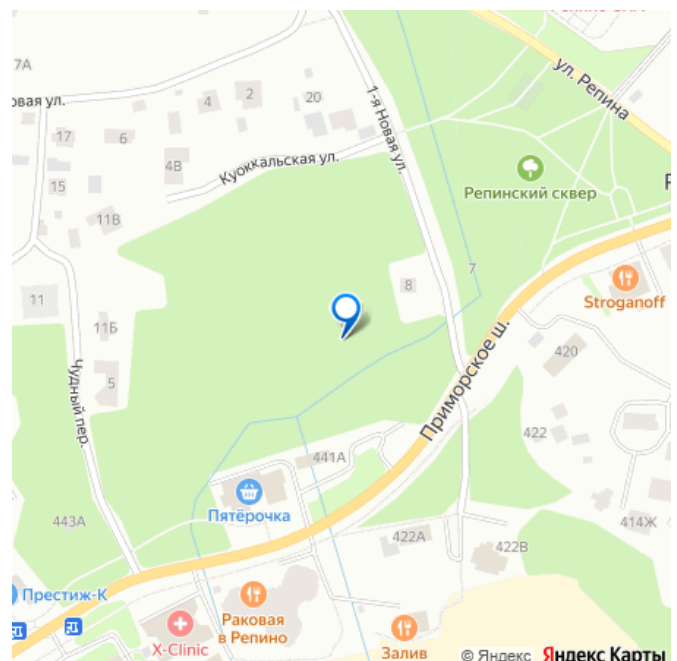 7А
ул. Репина
2
4
20
1-я Новая ул.
овая ул.
17
6
4В
Куоккальская ул.
15
Репинский сквер
11В
7
8
11
Stroganoff
11Б
5
Чудный пер.
Приморское ш.
420
422
441А
Пятёрочка
443А
422А
414Ж
422В
Престиж-К
Раковая
в Репино
X-Clinic
Залив
© Яндекс Яндекс Карты